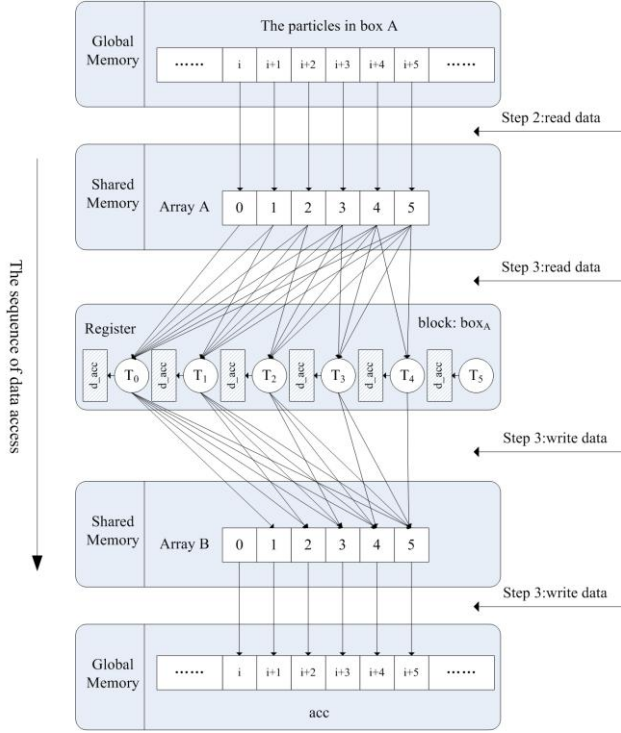 Global
Memory
The particles in box A
…… i i+1 i+2 i+3 i+4 i+5 ……
Step 2:read data
Shared
Memory
Array A
0 1 2 3 4 5
Step 3:read data
The sequence of data access
Register
block: boxA
d_acc T0 d_acc T1 d_acc T2 d_acc T3 d_acc T4 d_acc T5
Step 3:write data
Shared
Memory
Array B
0 1 2 3 4 5
Step 3:write data
Global
Memory
…… i i+1 i+2 i+3 i+4 i+5 ……
acc